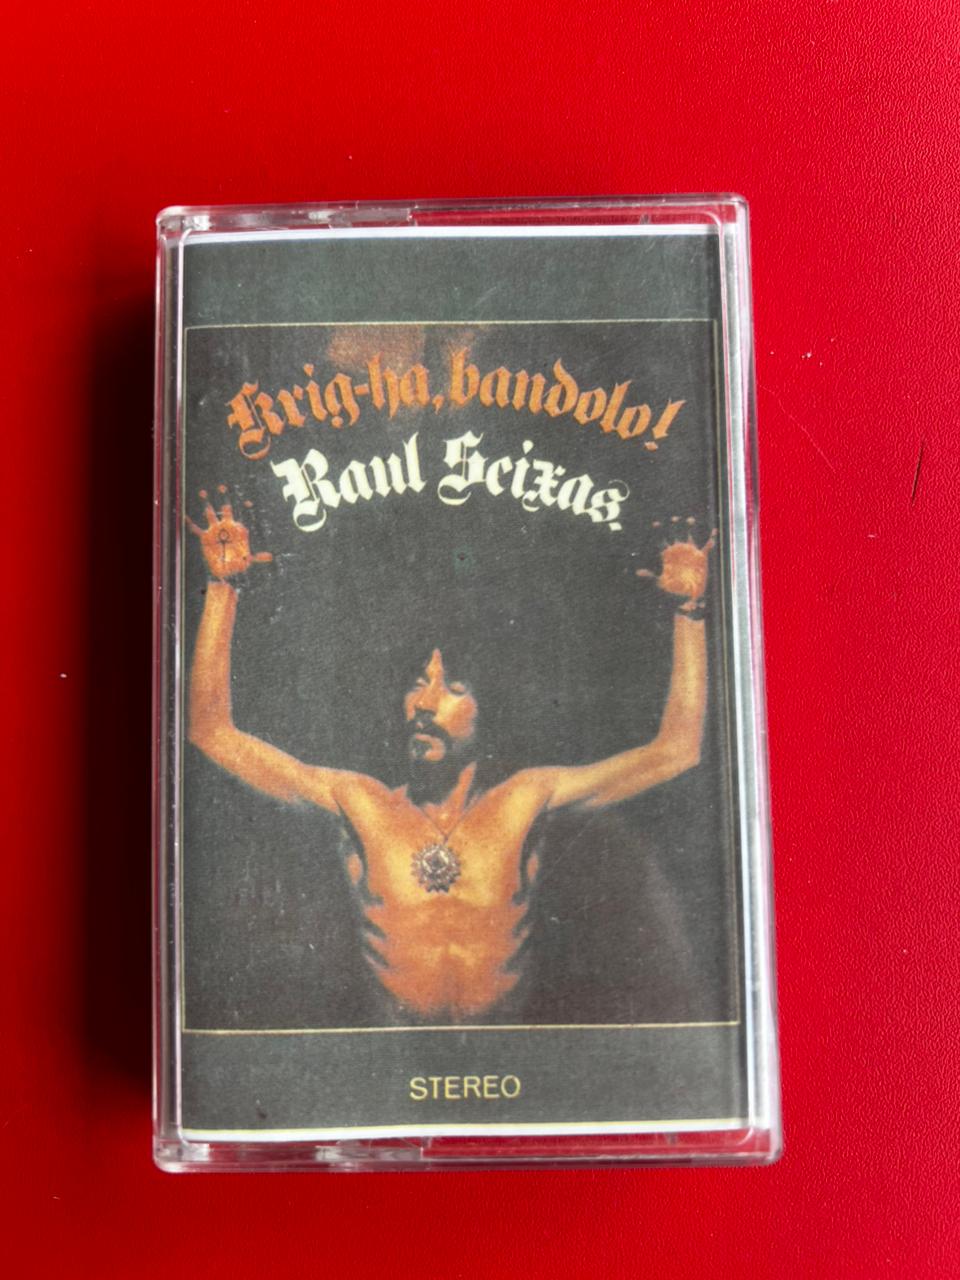 Krig-ha, bandolo!
Raul Seixas
STEREO